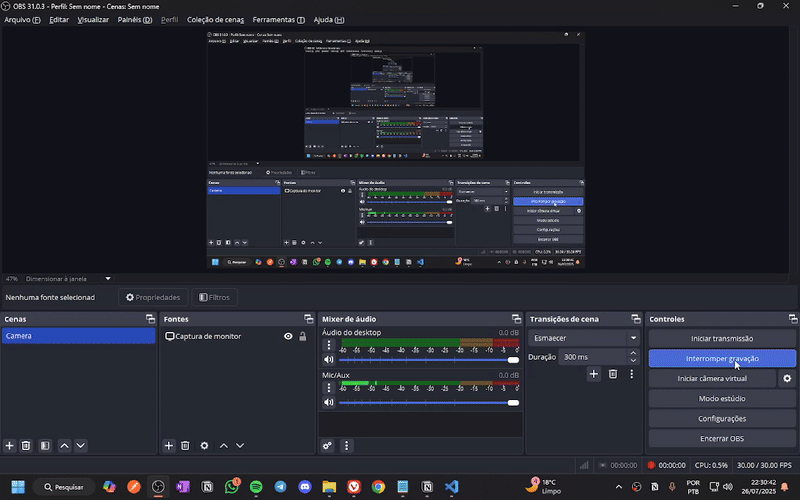 OBS 31.0.3 - Perfil: Sem nome - Cenas: Sem nome
Arquivo (F) Editar Visualizar Painéis (D) Perfil Coleção de cenas Ferramentas (T) Ajuda (H)
47% Dimensionar à janela
Nenhuma fonte selecionad Propriedades Filtros
Cenas
Camera
Fontes
Captura de monitor
Mixer de áudio
Áudio do desktop 0.0 dB
-60 -55 -50 -45 -40 -35 -30 -25 -20 -15 -10 -5 0
Mic/Aux 0.0 dB
-60 -55 -50 -45 -40 -35 -30 -25 -20 -15 -10 -5 0
Transições de cena
Esmaecer
Duração 300 ms
Controles
Iniciar transmissão
Interromper gravação
Iniciar câmera virtual
Modo estúdio
Configurações
Encerrar OBS
00:00:00 00:00:00 CPU: 0.5% 30.00 / 30.00 FPS
Pesquisar
18°C
Limpo
POR
PTB
22:30:42
26/07/2025